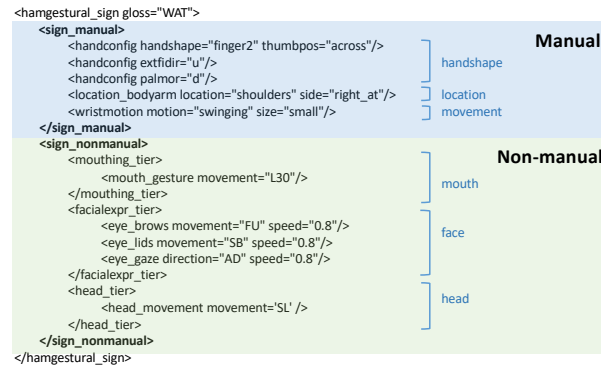 <hamgestural_sign gloss="WAT">
<sign_manual>
Manual
<handconfig handshape="finger2" thumbpos="across"/>
<handconfig extfidir="u"/>
handshape
<handconfig palmor="d"/>
<location_bodyarm location="shoulders" side="right_at"/>
location
<wristmotion motion="swinging" size="small"/>
movement
</sign_manual>
<sign_nonmanual>
Non-manual
<mouthing_tier>
<mouth_gesture movement="L30"/>
mouth
</mouthing_tier>
<facialexpr_tier>
<eye_brows movement="FU" speed="0.8"/>
face
<eye_lids movement="SB" speed="0.8"/>
<eye_gaze direction="AD" speed="0.8"/>
</facialexpr_tier>
<head_tier>
head
<head_movement movement='SL' />
</head_tier>
</sign_nonmanual>
</hamgestural_sign>